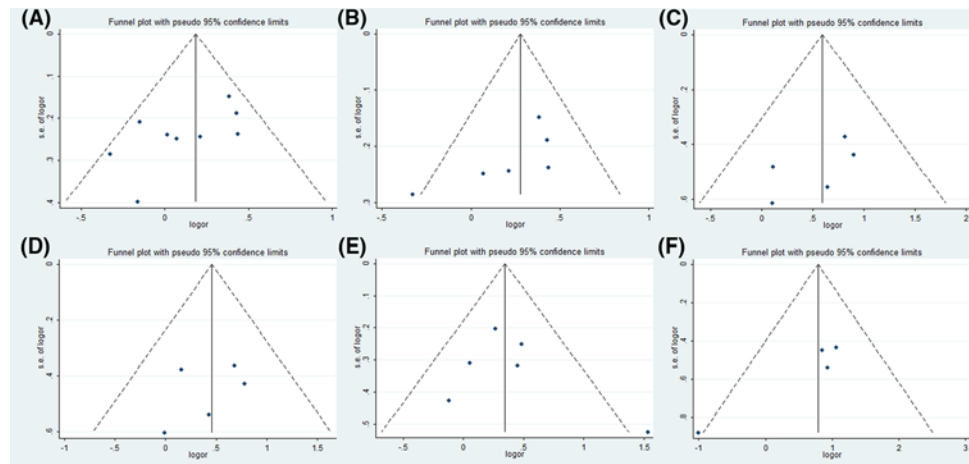 (A)
Funnel plot with pseudo 95% confidence limits
s.e. of logor
0
.1
.2
.3
.4
-.5
0
.5
1
logor
(B)
Funnel plot with pseudo 95% confidence limits
s.e. of logor
0
.1
.2
.3
-.5
0
.5
1
logor
(C)
Funnel plot with pseudo 95% confidence limits
s.e. of logor
0
.2
.4
.6
-.5
0
.5
1
1.5
2
logor
(D)
Funnel plot with pseudo 95% confidence limits
s.e. of logor
0
.2
.4
.6
-1
-.5
0
.5
1
1.5
logor
(E)
Funnel plot with pseudo 95% confidence limits
s.e. of logor
0
.1
.2
.3
.4
.5
-.5
0
.5
1
1.5
logor
(F)
Funnel plot with pseudo 95% confidence limits
s.e. of logor
0
.2
.4
.6
.8
-1
0
1
2
3
logor